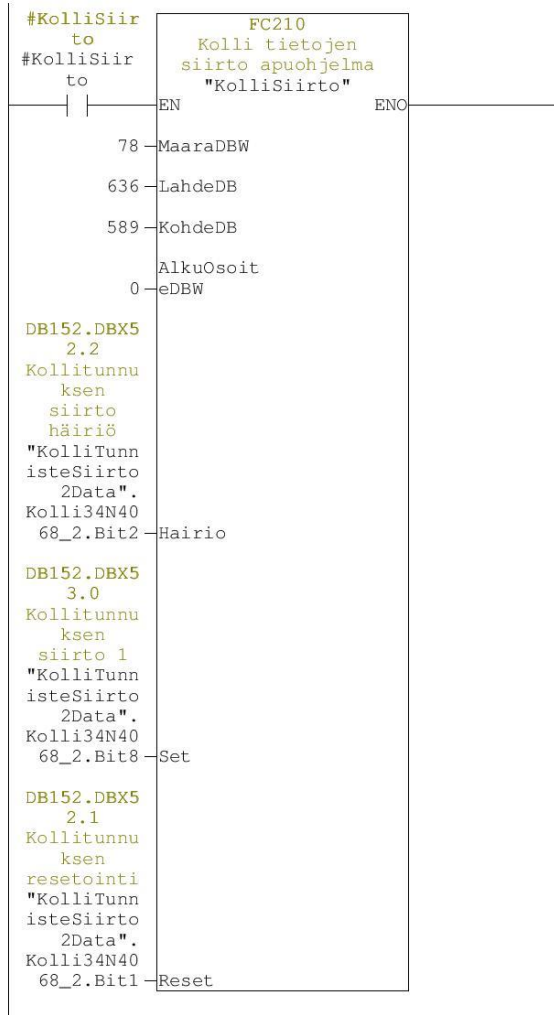 #KolliSiir
to
#KolliSiir
to
FC210
Kolli tietojen
siirto apuohjelma
"KolliSiirto"
EN
ENO
78
MaaraDBW
636
LahdeDB
589
KohdeDB
AlkuOsoit
0
eDBW
DB152.DBX5
2.2
Kollitunnu
ksen
siirto
häiriö
"KolliTunn
isteSiirto
2Data".
Kolli34N40
68_2.Bit2
Hairio
DB152.DBX5
3.0
Kollitunnu
ksen
siirto 1
"KolliTunn
isteSiirto
2Data".
Kolli34N40
68_2.Bit8
Set
DB152.DBX5
2.1
Kollitunnu
ksen
resetointi
"KolliTunn
isteSiirto
2Data".
Kolli34N40
68_2.Bit1
Reset